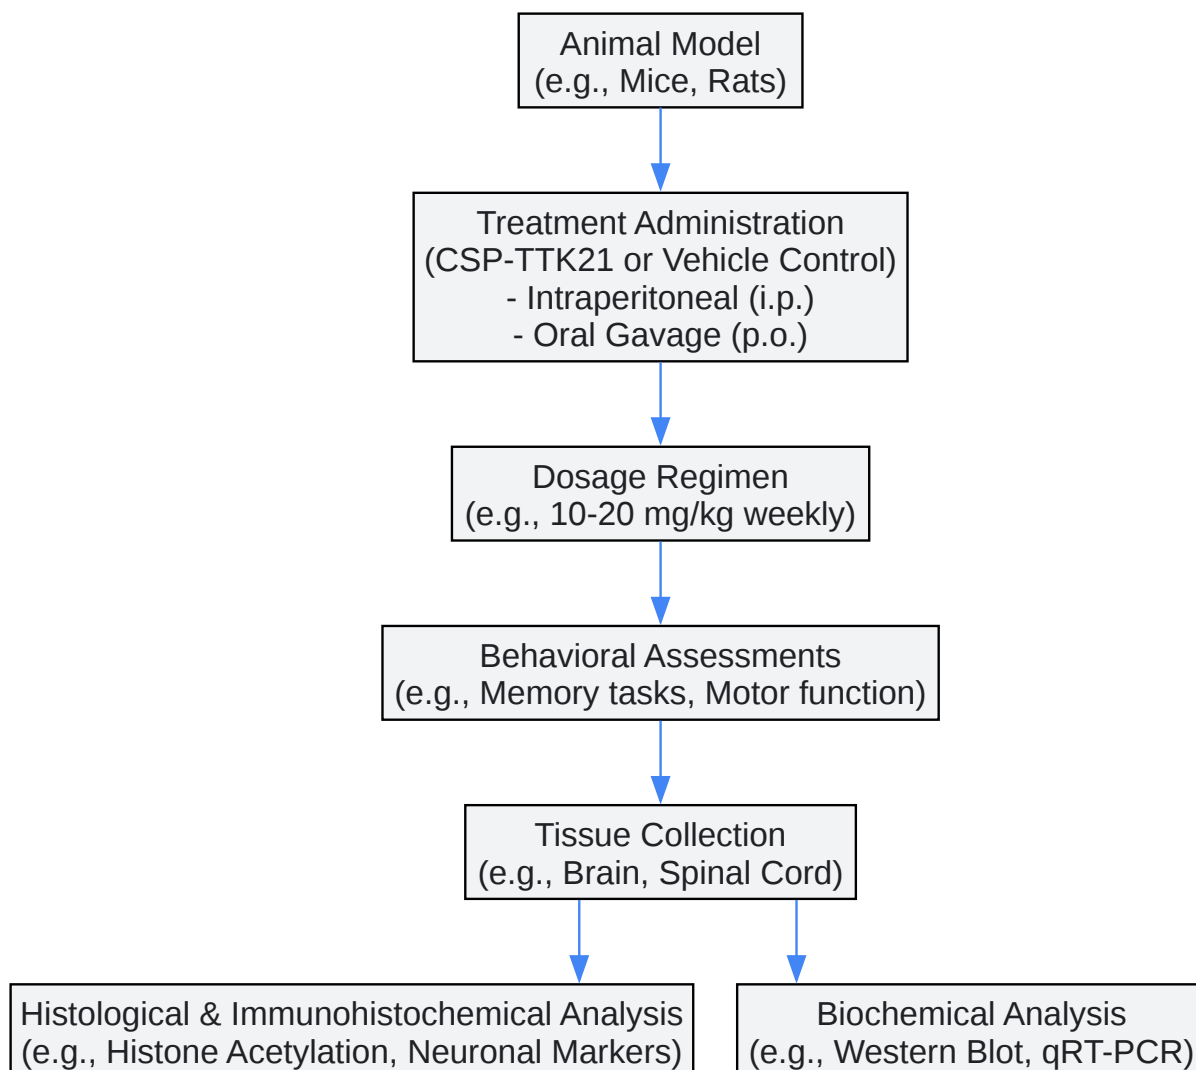 Animal Model
(e.g., Mice, Rats)
Treatment Administration
(CSP-TTK21 or Vehicle Control)
- Intraperitoneal (i.p.)
- Oral Gavage (p.o.)
Dosage Regimen
(e.g., 10-20 mg/kg weekly)
Behavioral Assessments
(e.g., Memory tasks, Motor function)
Tissue Collection
(e.g., Brain, Spinal Cord)
Histological & Immunohistochemical Analysis
(e.g., Histone Acetylation, Neuronal Markers)
Biochemical Analysis
(e.g., Western Blot, qRT-PCR)